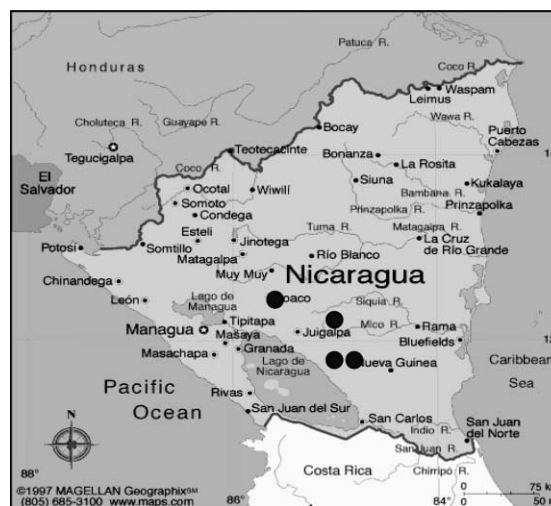 Patuca R.
Honduras
Coco R.
Waspam
Leimus
Choluteca R.
Guayape R.
Wawa R.
Bocay
Puerto
Cabezas
Teotecacinte
Tegucigalpa
Bonanza
14
La Rosita
Coco R.
El
Salvador
Ocotal
Wiwilí
Siuna
Kukalaya
Bambana R.
Somoto
Condega
Prinzapolka R.
Prinzapolka
Esteli
Tuma R.
Matagalpa R.
Potosí
Somtillo
Jinotega
La Cruz
de Río Grande
Matagalpa
Río Blanco
Muy Muy
Nicaragua
Chinandega
León
Lago de
Managua
oaco
Siquia R.
Managua
Tipitapa
Mico R.
Rama
Juigalpa
12
Masaya
Bluefields
Masachapa
Granada
Lago de
Nicaragua
ueva Guinea
Caribbean
Sea
Pacific
Ocean
Rivas
San Juan del Sur
San Carlos
Indio R.
San Juan
del Norte
N
San Juan R.
88°
Costa Rica
Chirripó R.
©1997 MAGELLAN Geographix℠
(805) 685-3100 www.maps.com
86°
84°
0
75 k
0
50 m